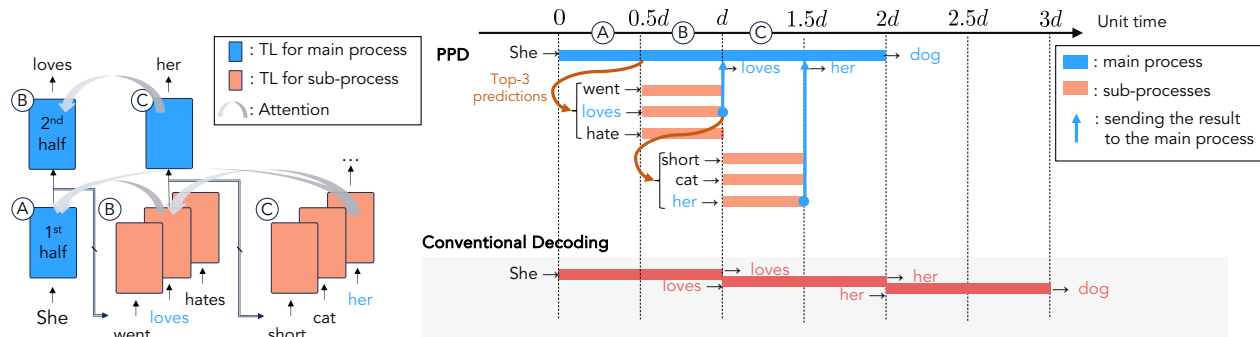 : TL for main process
: TL for sub-process
: Attention
loves
her
B
C
2nd
half
...
A
B
C
1st
half
She
went
loves
hates
short
cat
her
0
0.5d
d
1.5d
2d
2.5d
3d
Unit time
A
B
C
PPD
She→
→dog
→loves
→her
Top-3
predictions
went→
loves→
hate→
short→
cat→
her→
: main process
: sub-processes
: sending the result
to the main process
Conventional Decoding
She→
→loves
loves→
→her
her→
→dog